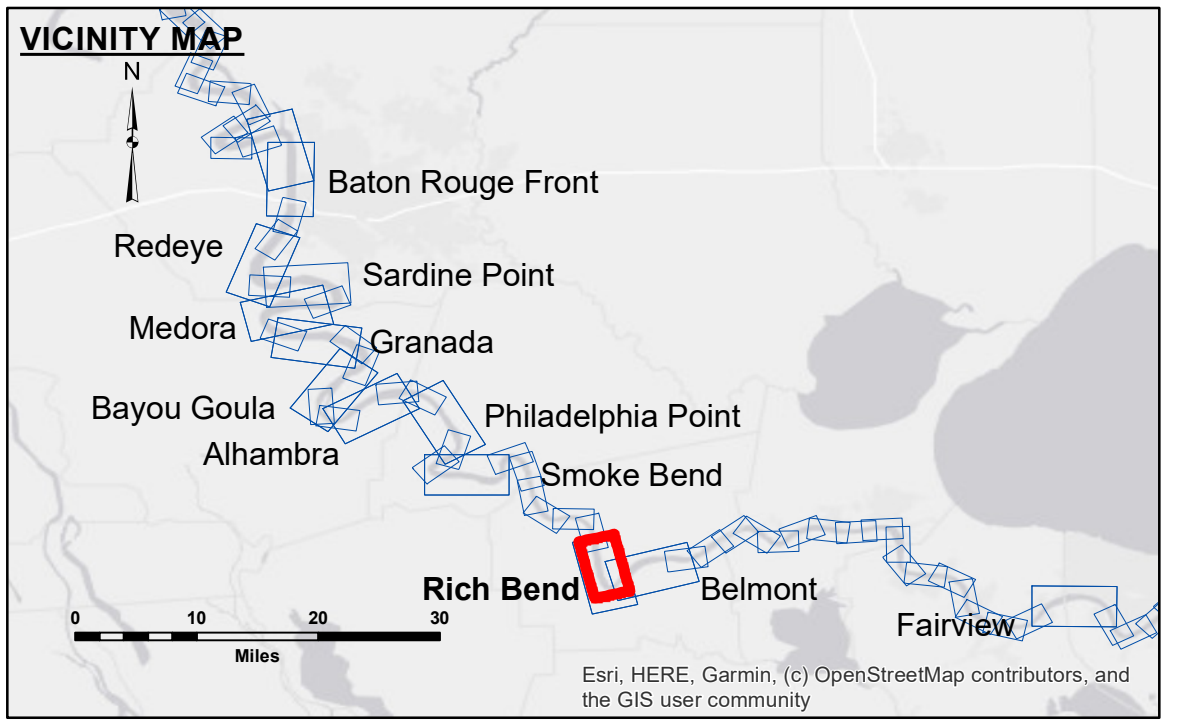 VICINITY MAP
N
Baton Rouge Front
Redeye
Sardine Point
Medora
Granada
Bayou Goula
Philadelphia Point
Alhambra
Smoke Bend
Rich Bend
Belmont
0 10 20 30
Fairview
Miles
Esri, HERE, Garmin, (c) OpenStreetMap contributors, and
the GIS user community